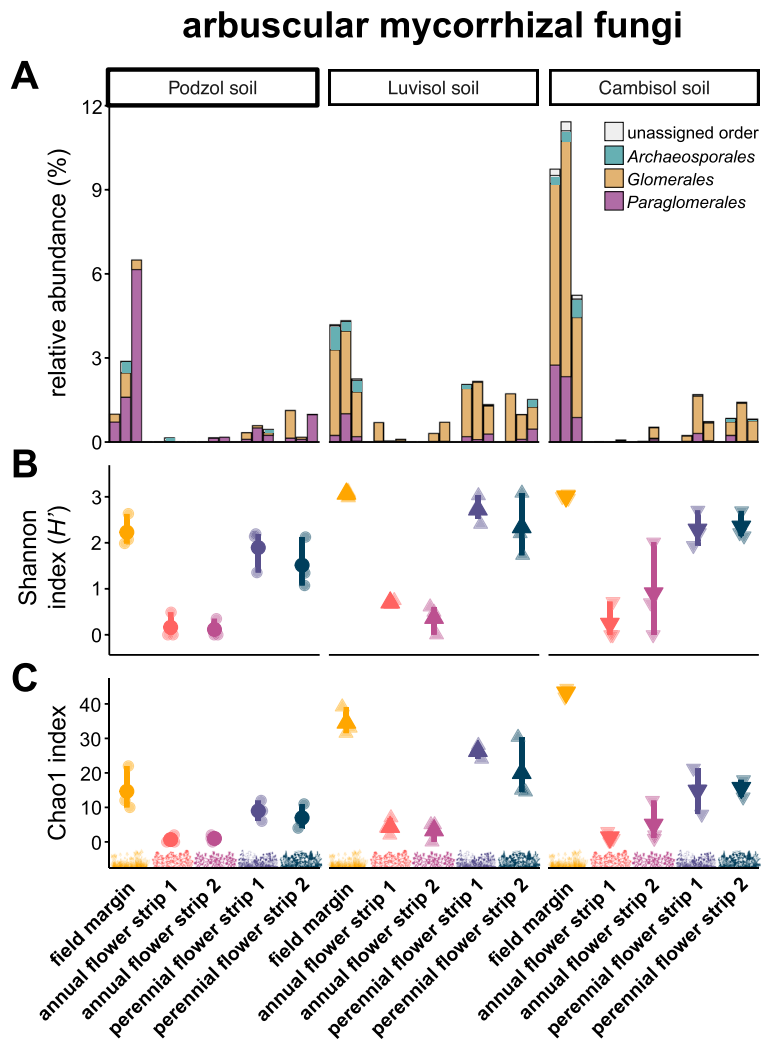 arbuscular mycorrhizal fungi
A
Podzol soil
Luvisol soil
Cambisol soil
relative abundance (%)
12
9
6
3
0
unassigned order
Archaeosporales
Glomerales
Paraglomerales
B
Shannon
index (H’)
3
2
1
0
C
Chao1 index
40
30
20
10
0
field margin
annual flower strip 1
annual flower strip 2
perennial flower strip 1
perennial flower strip 2
field margin
annual flower strip 1
annual flower strip 2
perennial flower strip 1
perennial flower strip 2
field margin
annual flower strip 1
annual flower strip 2
perennial flower strip 1
perennial flower strip 2